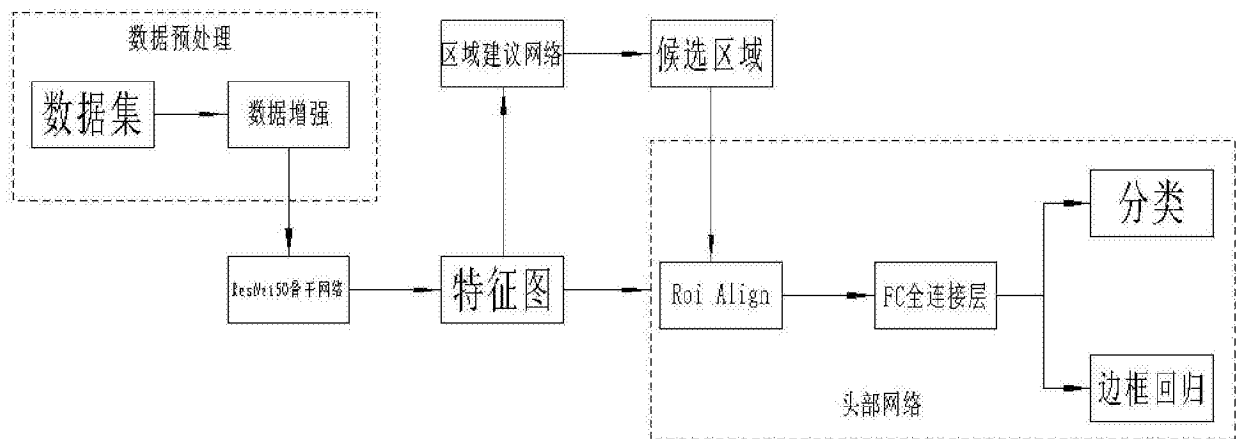 数据预处理
数据集
数据增强
区域建议网络
候选区域
ResNet50骨干网络
特征图
Roi Align
FC全连接层
分类
边框回归
头部网络